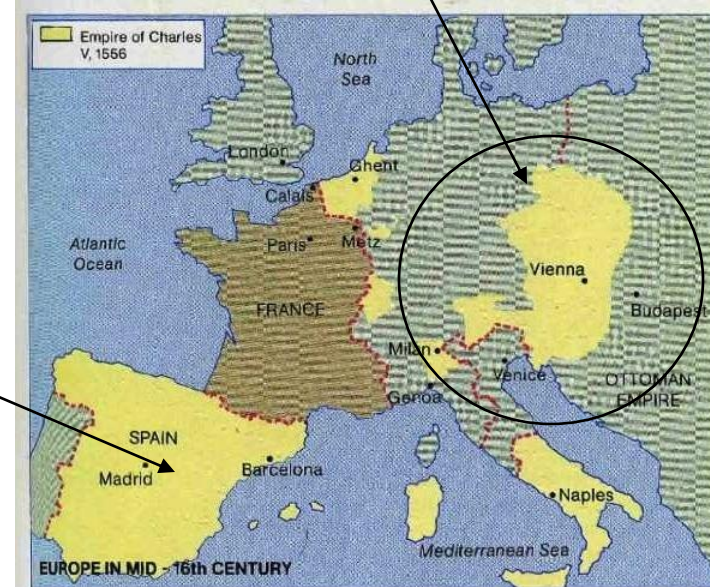 Empire of Charles
V, 1556
North
Sea
London
Ghent
Calais
Atlantic
Ocean
Paris
Metz
Vienna
Budapest
FRANCE
Milan
Venice
Genoa
OTTOMAN
EMPIRE
SPAIN
Madrid
Barcelona
Naples
Mediterranean Sea
EUROPE IN MID - 16th CENTURY